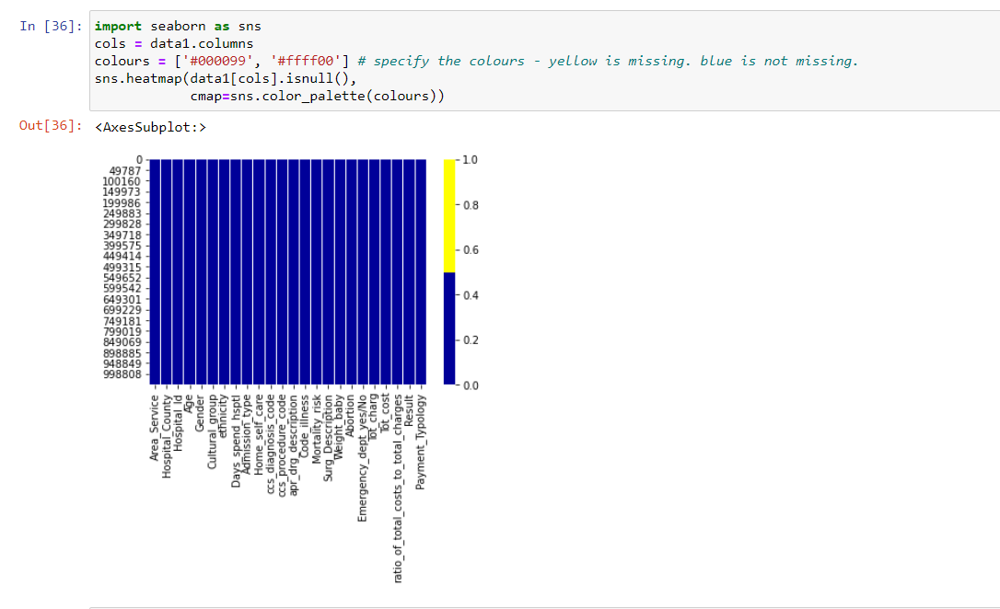 In [36]: import seaborn as sns
cols = data1.columns
colours = ['#000099', '#ffff00'] # specify the colours - yellow is missing. blue is not missing.
sns.heatmap(data1[cols].isnull(),
cmap=sns.color_palette(colours))
Out[36]: <AxesSubplot:>
0
49787
100160
149973
199986
249883
299828
349718
399575
449414
499315
549652
599542
649301
699229
749181
799019
849069
898885
948849
998808
1.0
0.8
0.6
0.4
0.2
0.0
Area_Service
Hospital_County
Hospital_Id
Age
Gender
Cultural_group
ethnicity
Days_spend_hsptl
Admission_type
Home_self_care
ccs_diagnosis_code
ccs_procedure_code
apr_drg_description
Code_illness
Mortality_risk
Surg_Description
Weight_baby
Abortion
Emergency_dept_yes/No
Tot_charg
Tot_cost
ratio_of_total_costs_to_total_charges
Result
Payment_Typology